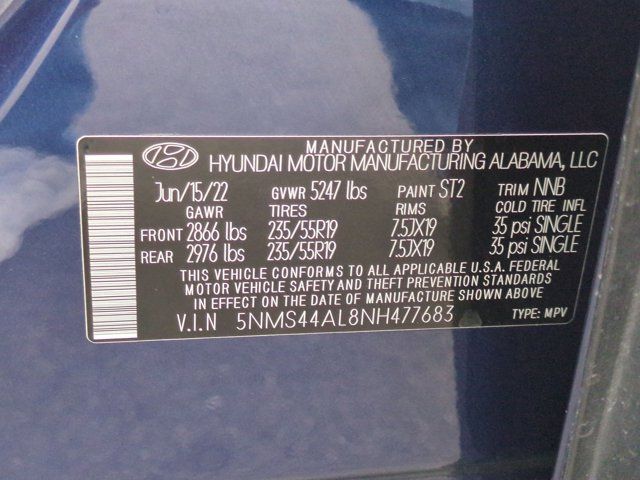 MANUFACTURED BY
HYUNDAI MOTOR MANUFACTURING ALABAMA, LLC
Jun/15/22 GVWR 5247 lbs PAINT ST2 TRIM NNB
GAWR TIRES RIMS COLD TIRE INFL
FRONT 2866 lbs 235/55R19 7.5JX19 35 psi SINGLE
REAR 2976 lbs 235/55R19 7.5JX19 35 psi SINGLE
THIS VEHICLE CONFORMS TO ALL APPLICABLE U.S.A. FEDERAL
MOTOR VEHICLE SAFETY AND THEFT PREVENTION STANDARDS
IN EFFECT ON THE DATE OF MANUFACTURE SHOWN ABOVE
V.I.N 5NMS44AL8NH477683 TYPE: MPV